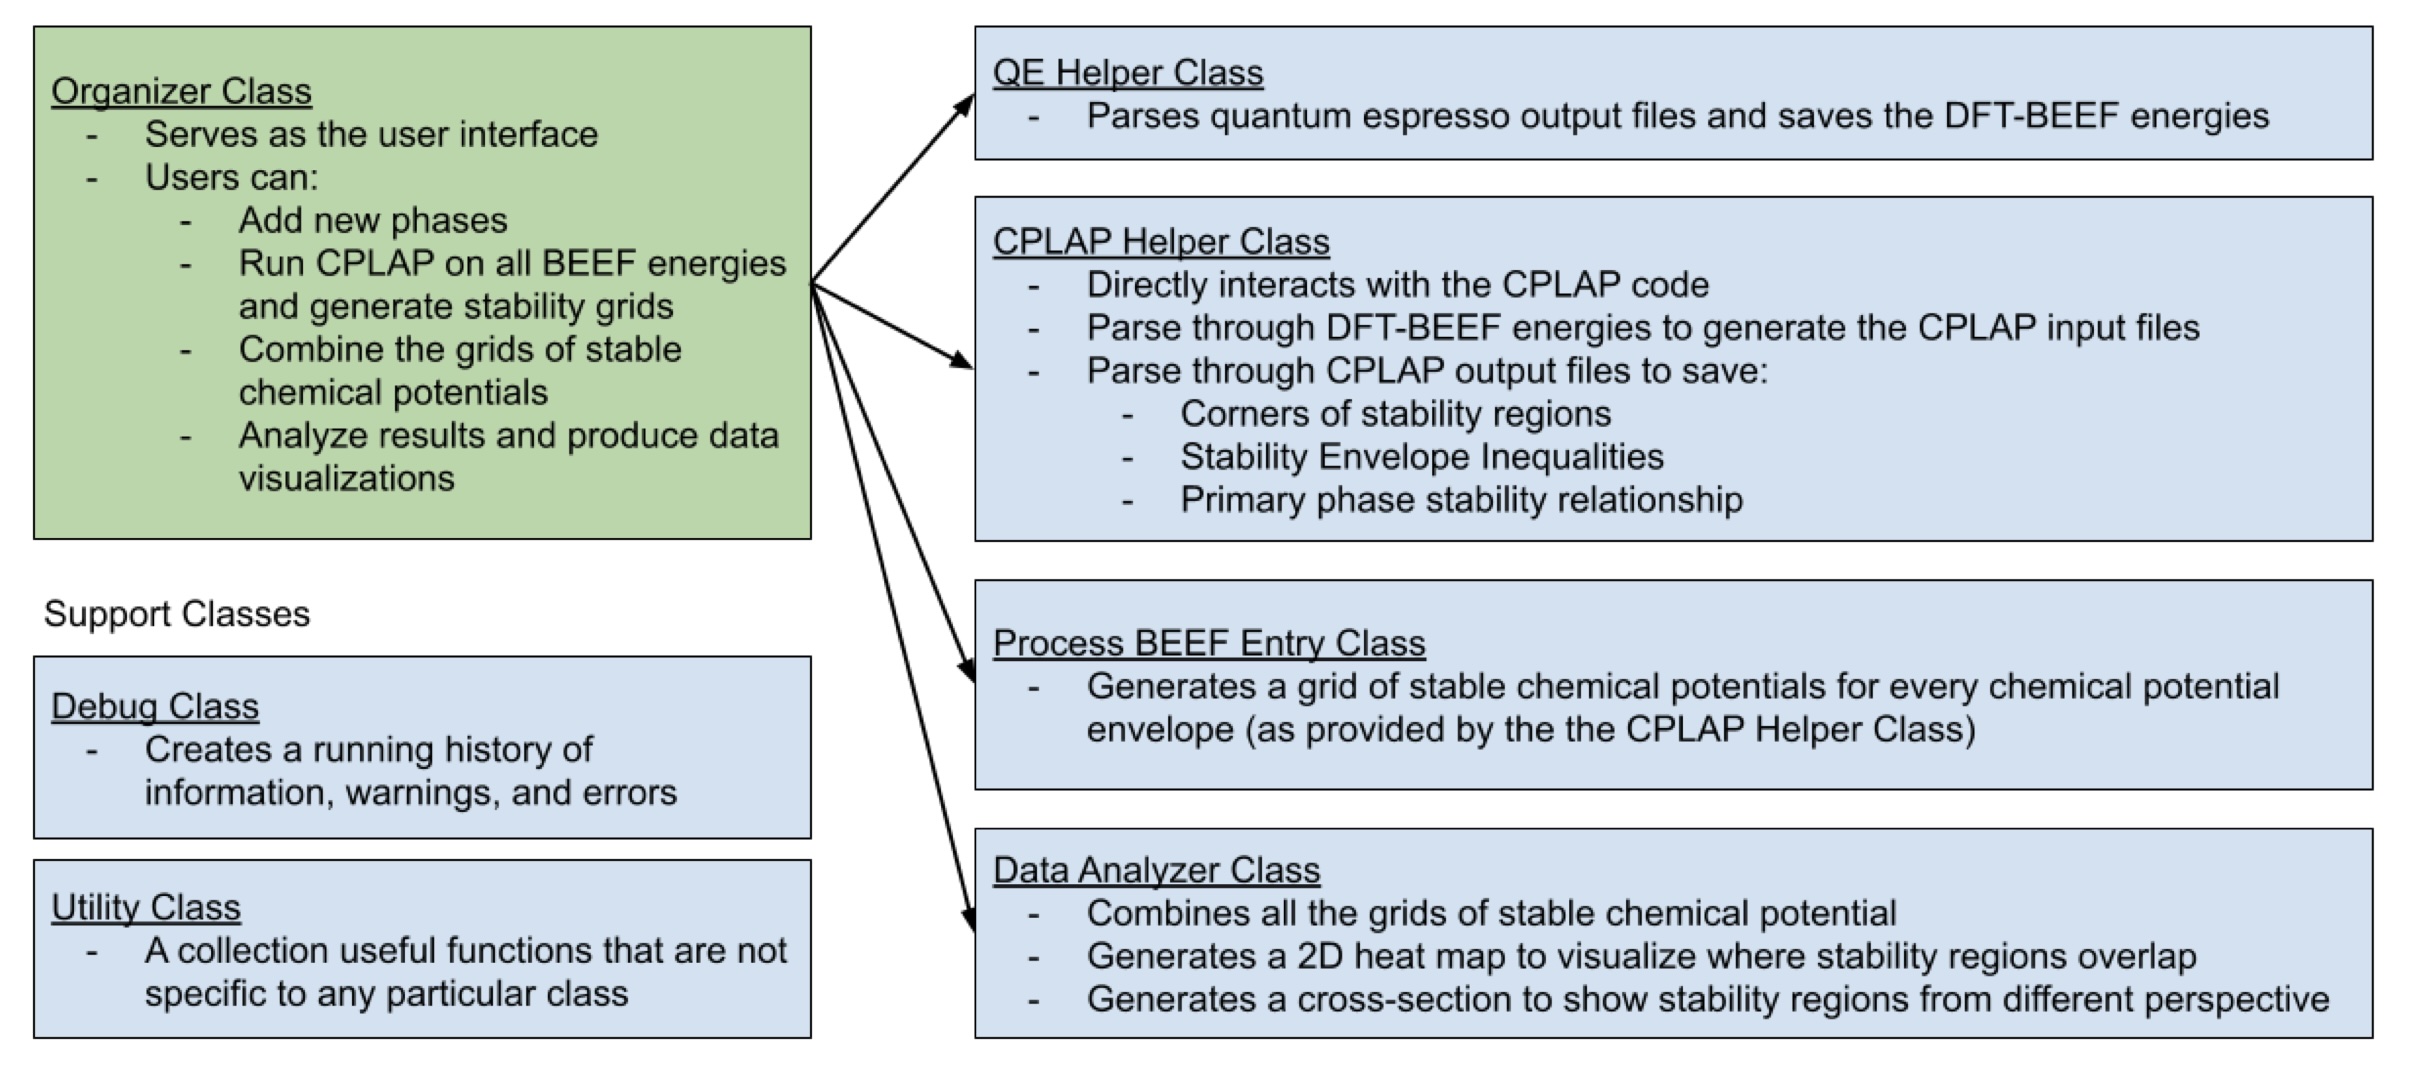 Organizer Class
- Serves as the user interface
- Users can:
- Add new phases
- Run CPLAP on all BEEF energies
and generate stability grids
- Combine the grids of stable
chemical potentials
- Analyze results and produce data
visualizations
Support Classes
Debug Class
- Creates a running history of
information, warnings, and errors
Utility Class
- A collection useful functions that are not
specific to any particular class
QE Helper Class
- Parses quantum espresso output files and saves the DFT-BEEF energies
CPLAP Helper Class
- Directly interacts with the CPLAP code
- Parse through DFT-BEEF energies to generate the CPLAP input files
- Parse through CPLAP output files to save:
- Corners of stability regions
- Stability Envelope Inequalities
- Primary phase stability relationship
Process BEEF Entry Class
- Generates a grid of stable chemical potentials for every chemical potential
envelope (as provided by the the CPLAP Helper Class)
Data Analyzer Class
- Combines all the grids of stable chemical potential
- Generates a 2D heat map to visualize where stability regions overlap
- Generates a cross-section to show stability regions from different perspective